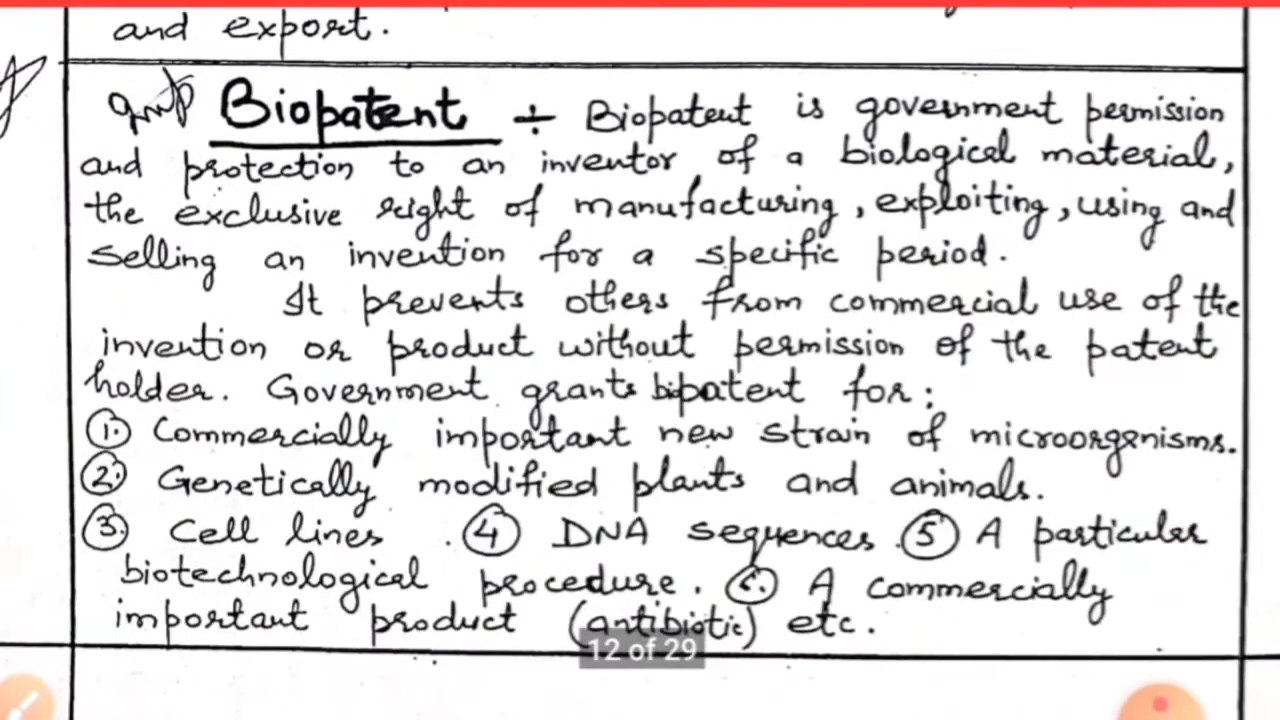 and export.
Imp Biopatent ÷ Biopatent is government permission
and protection to an inventor of a biological material,
the exclusive right of manufacturing, exploiting, using and
selling an invention for a specific period.
It prevents others from commercial use of the
invention or product without permission of the patent
holder. Government grants biopatent for:
① Commercially important new strain of microorganisms.
② Genetically modified plants and animals.
③ Cell lines. ④ DNA sequences. ⑤ A particular
biotechnological procedure. ⑥ A commercially
important product (antibiotic) etc.
12 of 29